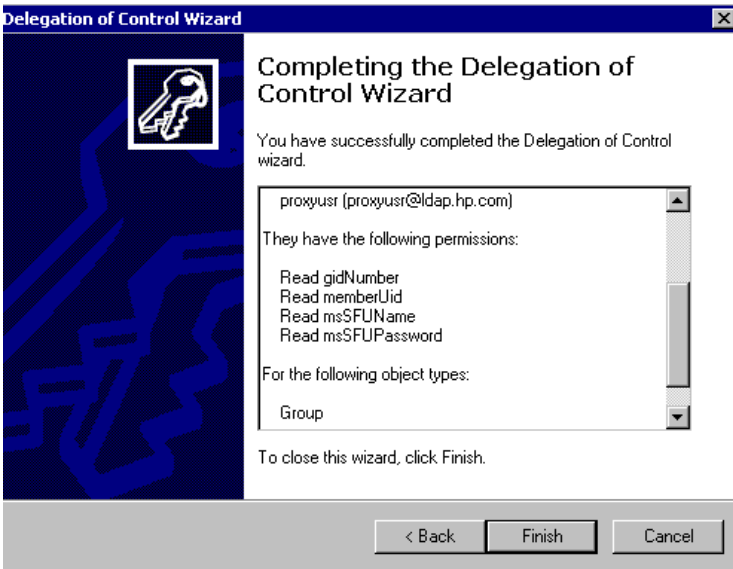 Delegation of Control Wizard
Completing the Delegation of
Control Wizard
You have successfully completed the Delegation of Control
wizard.
proxyusr (proxyusr@ldap.hp.com)
They have the following permissions:
Read gidNumber
Read memberUid
Read msSFUName
Read msSFUPassword
For the following object types:
Group
To close this wizard, click Finish.
< Back
Finish
Cancel